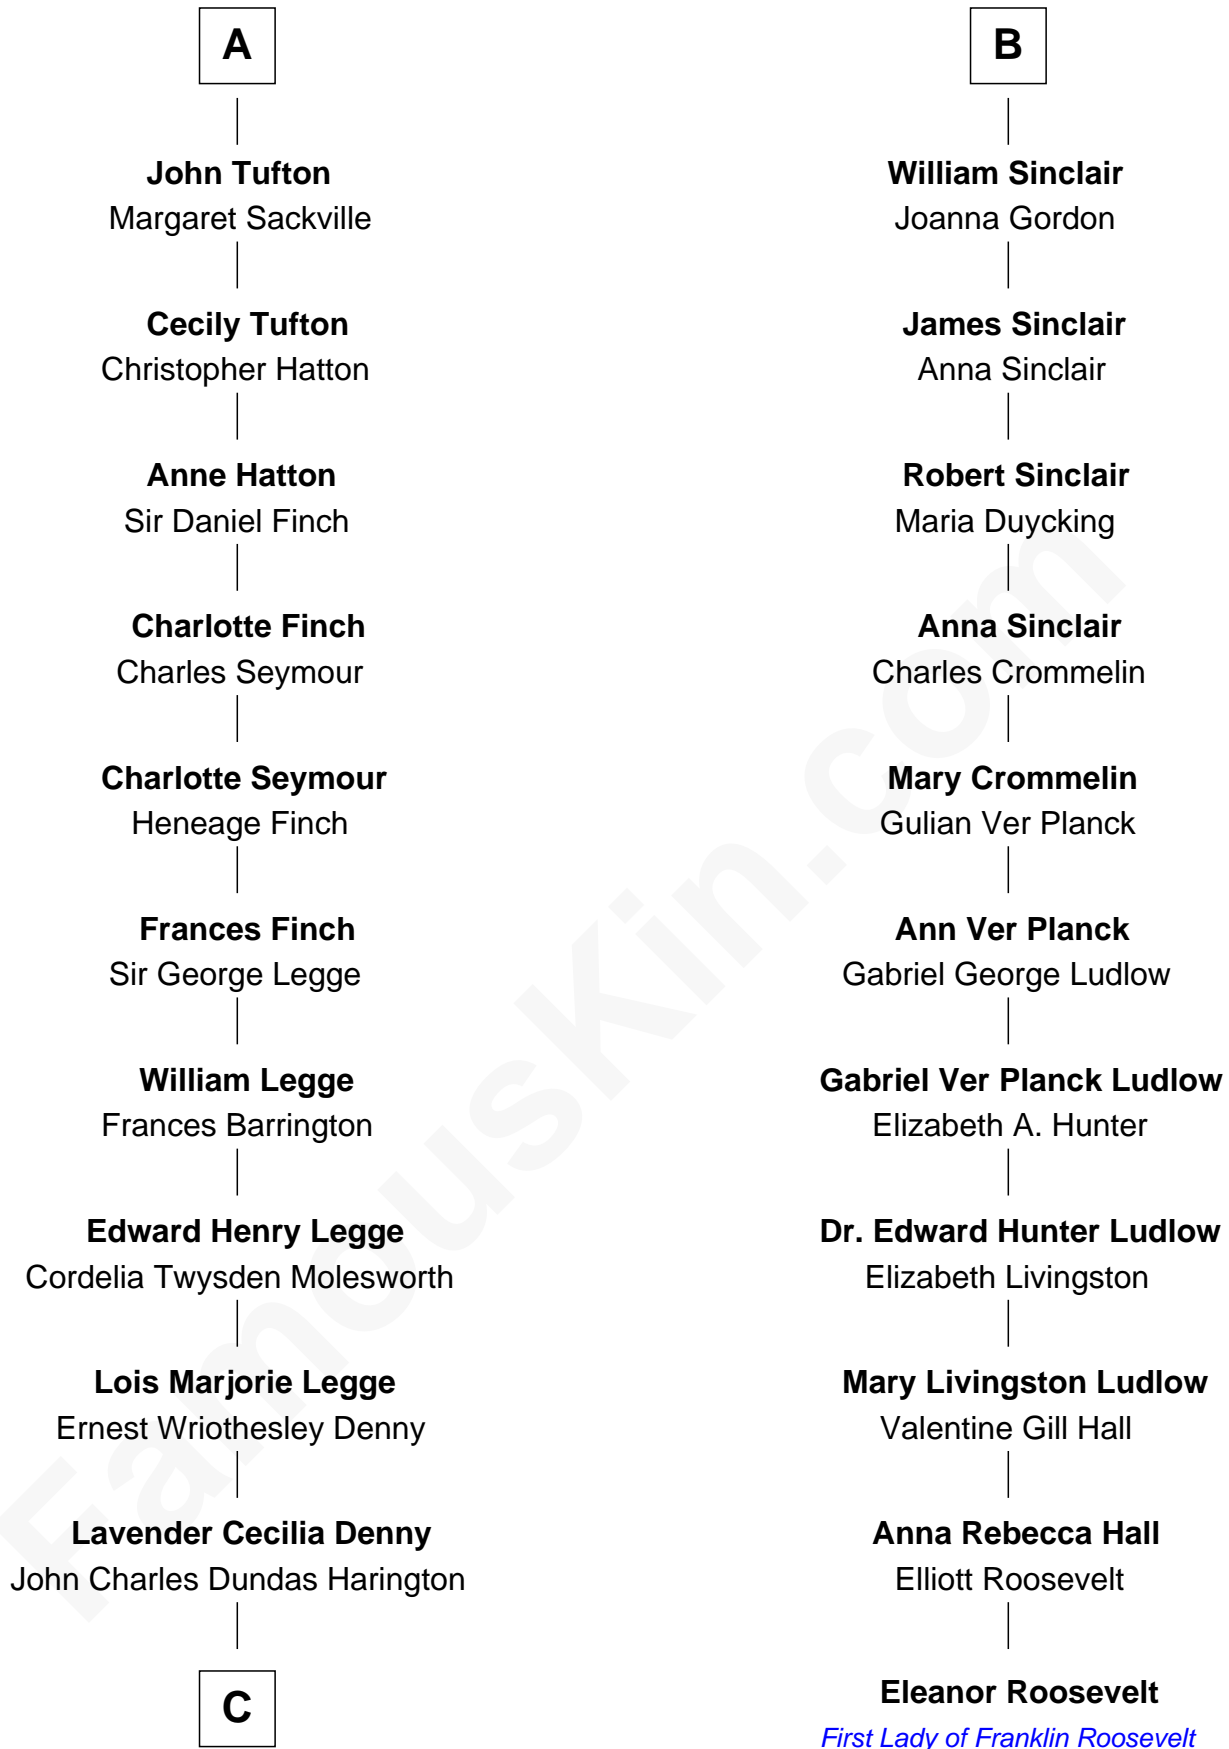 A
John Tufton
Margaret Sackville
Cecily Tufton
Christopher Hatton
Anne Hatton
Sir Daniel Finch
Charlotte Finch
Charles Seymour
Charlotte Seymour
Heneage Finch
Frances Finch
Sir George Legge
William Legge
Frances Barrington
Edward Henry Legge
Cordelia Twysden Molesworth
Lois Marjorie Legge
Ernest Wriothesley Denny
Lavender Cecilia Denny
John Charles Dundas Harington
C
B
William Sinclair
Joanna Gordon
James Sinclair
Anna Sinclair
Robert Sinclair
Maria Duycking
Anna Sinclair
Charles Crommelin
Mary Crommelin
Gulian Ver Planck
Ann Ver Planck
Gabriel George Ludlow
Gabriel Ver Planck Ludlow
Elizabeth A. Hunter
Dr. Edward Hunter Ludlow
Elizabeth Livingston
Mary Livingston Ludlow
Valentine Gill Hall
Anna Rebecca Hall
Elliott Roosevelt
Eleanor Roosevelt
First Lady of Franklin Roosevelt
FamousKin.com